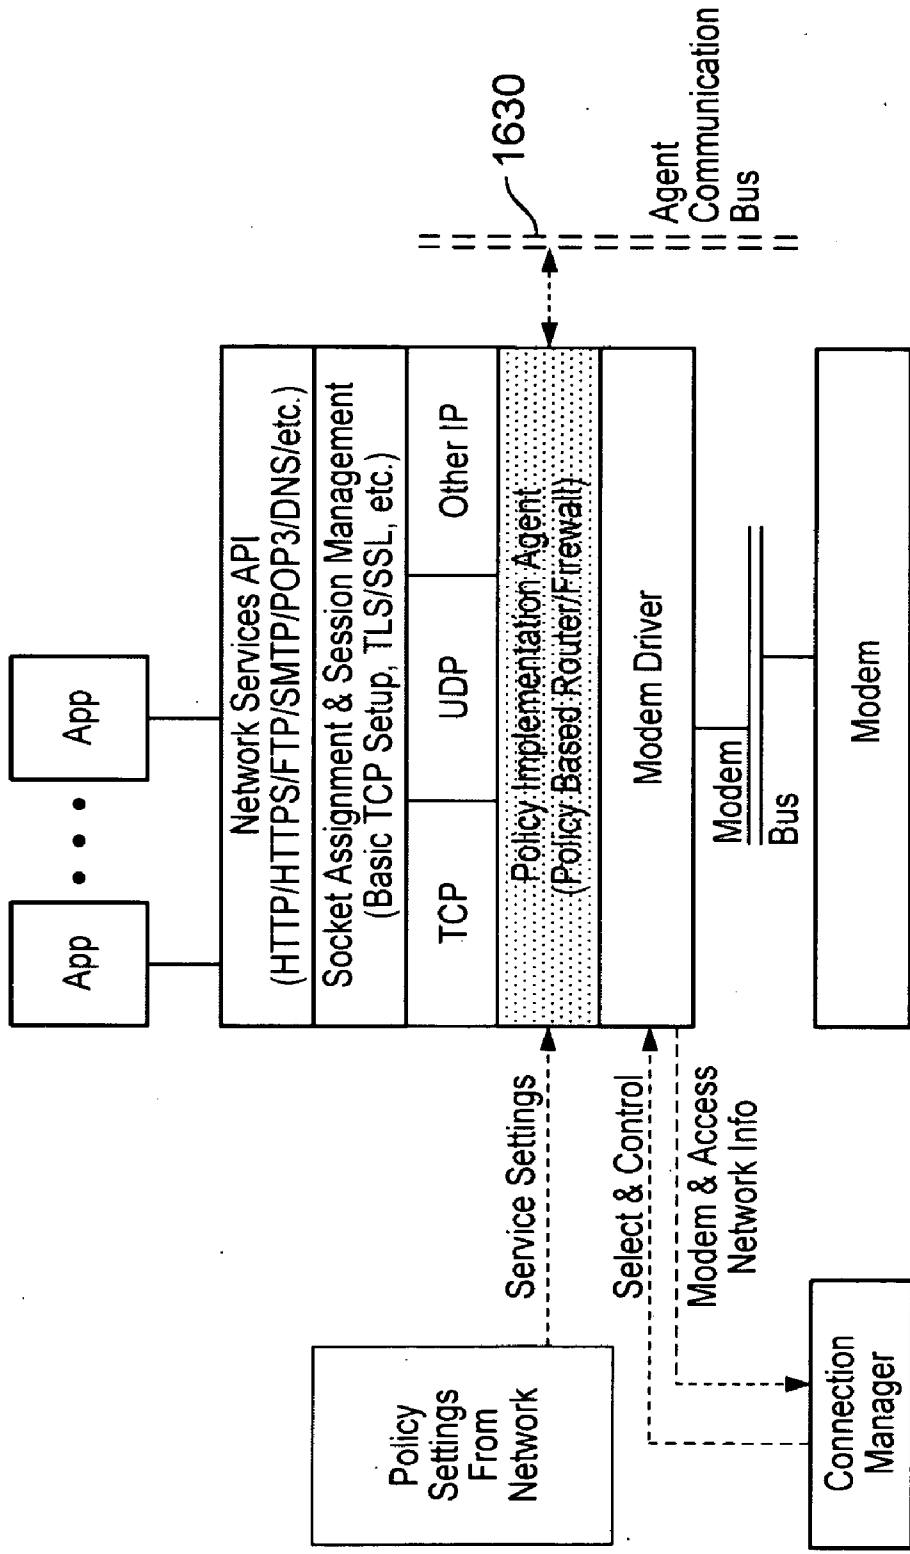 App
App
Network Services API
(HTTP/HTTPS/FTP/SMTP/POP3/DNS/etc.)
Socket Assignment & Session Management
(Basic TCP Setup, TLS/SSL, etc.)
TCP
UDP
Other IP
Policy Implementation Agent
(Policy Based Router/Firewall)
Modem Driver
Modem
Bus
Modem
Policy
Settings
From
Network
Service Settings
Select & Control
Modem & Access
Network Info
Connection
Manager
1630
Agent
Communication
Bus